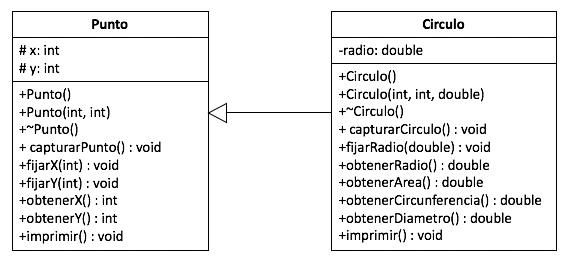 Punto
# x: int
# y: int
+Punto()
+Punto(int, int)
+~Punto()
+ capturarPunto() : void
+fijarX(int) : void
+fijarY(int) : void
+obtenerX() : int
+obtenerY() : int
+imprimir() : void
Circulo
-radio: double
+Circulo()
+Circulo(int, int, double)
+~Circulo()
+ capturarCirculo() : void
+fijarRadio(double) : void
+obtenerRadio() : double
+obtenerArea() : double
+obtenerCircunferencia() : double
+obtenerDiametro() : double
+imprimir() : void